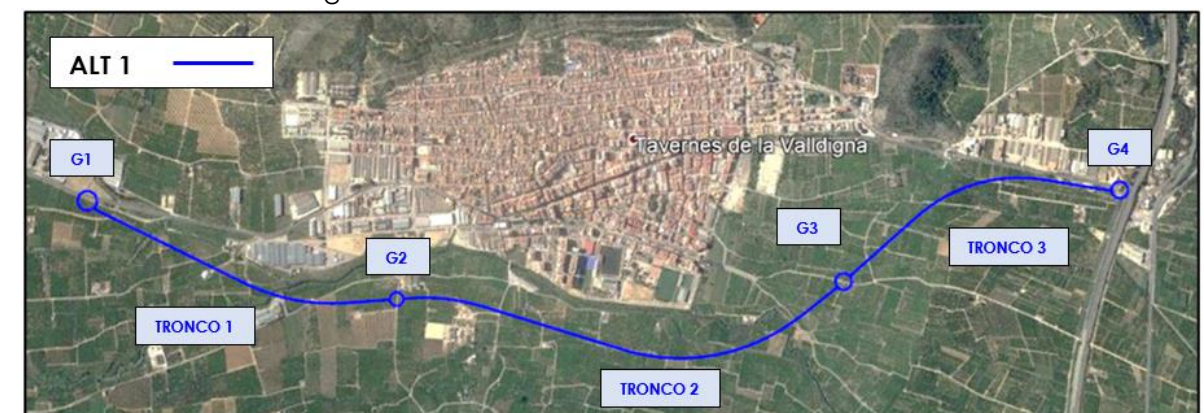 ALT 1
Tavernes de la Valldigna
G1
G4
G3
G2
TRONCO 3
TRONCO 1
TRONCO 2